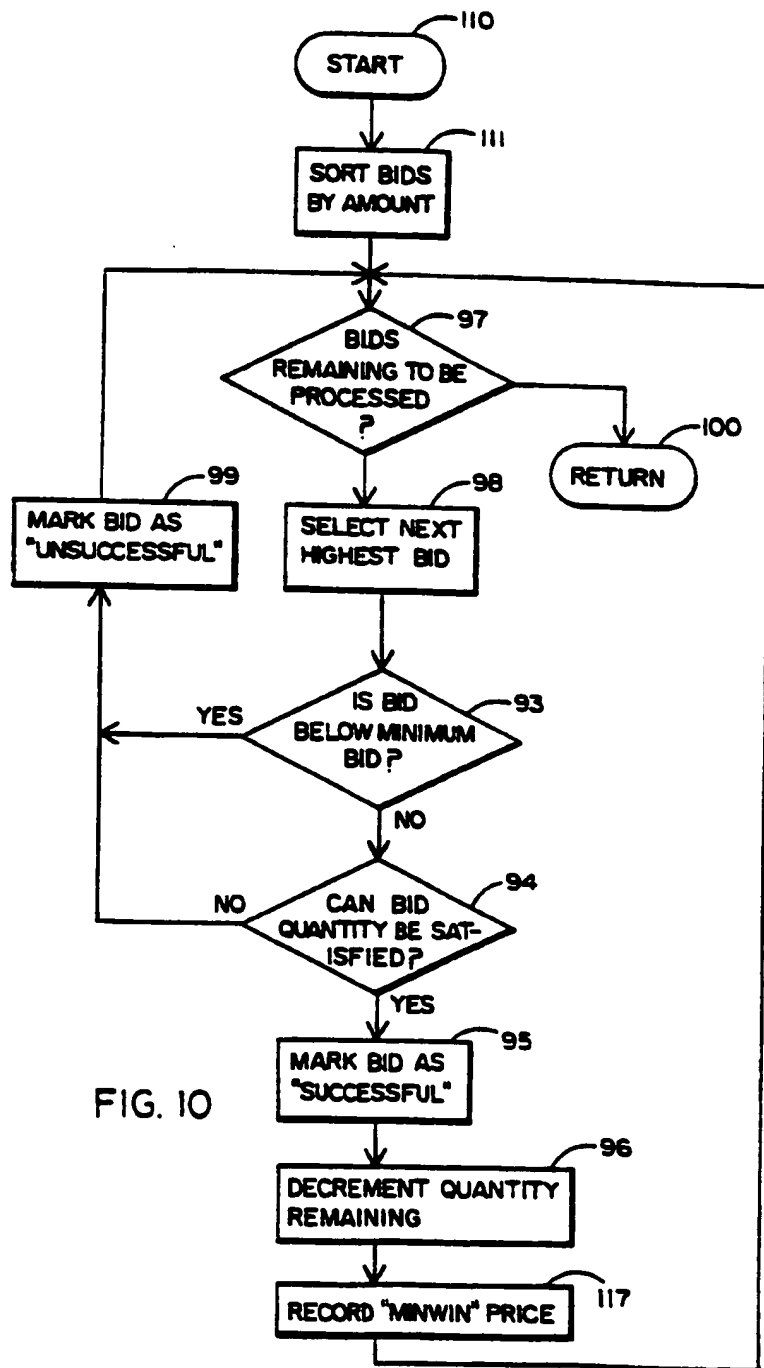 110
START
111
SORT BIDS
BY AMOUNT
97
BIDS
REMAINING TO BE
PROCESSED
?
100
RETURN
99
MARK BID AS
"UNSUCCESSFUL"
98
SELECT NEXT
HIGHEST BID
93
YES
IS BID
BELOW MINIMUM
BID?
NO
94
NO
CAN BID
QUANTITY BE SAT-
ISFIED?
YES
95
MARK BID AS
"SUCCESSFUL"
FIG. 10
96
DECREMENT QUANTITY
REMAINING
117
RECORD "MINWIN" PRICE